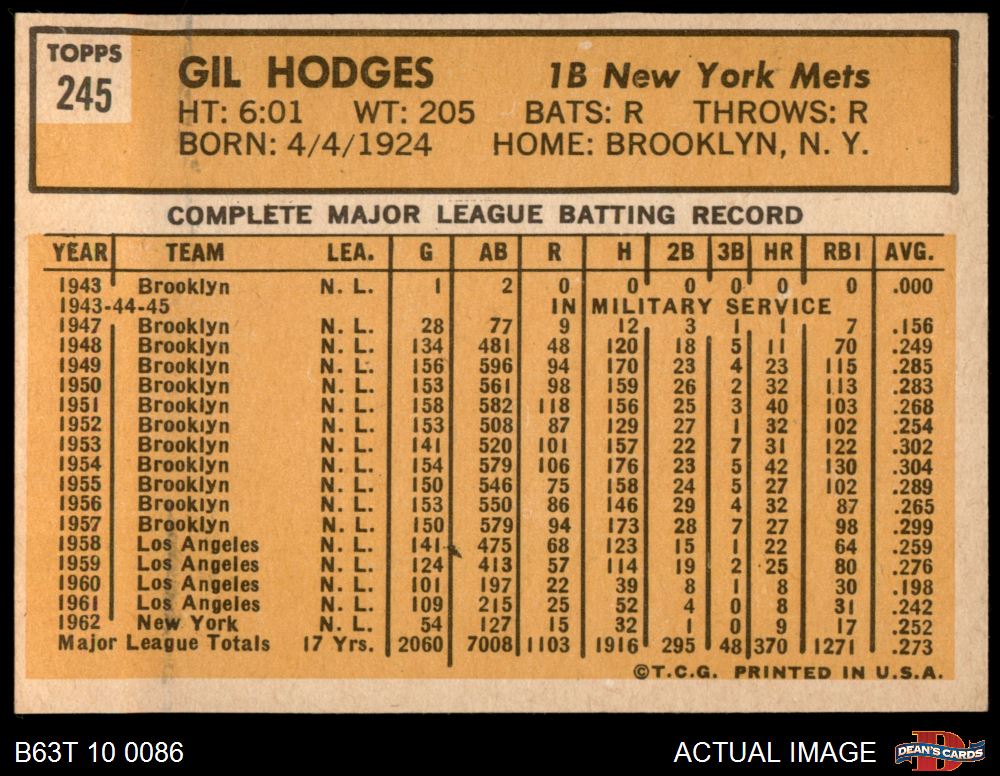 TOPPS
245
GIL HODGES 1B New York Mets
HT: 6:01 WT: 205 BATS: R THROWS: R
BORN: 4/4/1924 HOME: BROOKLYN, N. Y.
COMPLETE MAJOR LEAGUE BATTING RECORD
YEAR TEAM LEA. G AB R H 2B 3B HR RBI AVG.
1943 Brooklyn N. L. 1 2 0 0 0 0 0 0 .000
1943-44-45 IN MILITARY SERVICE
1947 Brooklyn N. L. 28 77 9 12 3 1 1 7 .156
1948 Brooklyn N. L. 134 481 48 120 18 5 11 70 .249
1949 Brooklyn N. L. 156 596 94 170 23 4 23 115 .285
1950 Brooklyn N. L. 153 561 98 159 26 2 32 113 .283
1951 Brooklyn N. L. 158 582 118 156 25 3 40 103 .268
1952 Brooklyn N. L. 153 508 87 129 27 1 32 102 .254
1953 Brooklyn N. L. 141 520 101 157 22 7 31 122 .302
1954 Brooklyn N. L. 154 579 106 176 23 5 42 130 .304
1955 Brooklyn N. L. 150 546 75 158 24 5 27 102 .289
1956 Brooklyn N. L. 153 550 86 146 29 4 32 87 .265
1957 Brooklyn N. L. 150 579 94 173 28 7 27 98 .299
1958 Los Angeles N. L. 141 475 68 123 15 1 22 64 .259
1959 Los Angeles N. L. 124 413 57 114 19 2 25 80 .276
1960 Los Angeles N. L. 101 197 22 39 8 1 8 30 .198
1961 Los Angeles N. L. 109 215 25 52 4 0 8 31 .242
1962 New York N. L. 54 127 15 32 1 0 9 17 .252
Major League Totals 17 Yrs. 2060 7008 1103 1916 295 48 370 1271 .273
©T.C.G. PRINTED IN U.S.A.
B63T 10 0086 ACTUAL IMAGE DEAN'S CARDS